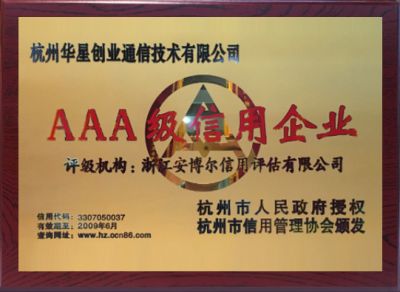 杭州华星创业通信技术有限公司
AAA级信用企业
评级机构：浙江安博尔信用评估有限公司
信用代码：3307050037
有效期至：2009年6月
查询网址：www.hz.ccn86.com
杭州市人民政府授权
杭州市信用管理协会颁发